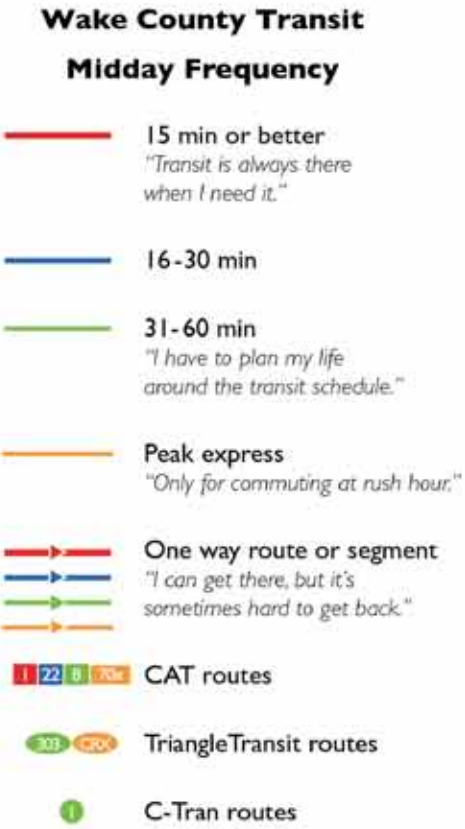 Wake County Transit
Midday Frequency
15 min or better
"Transit is always there
when I need it."
16-30 min
31-60 min
"I have to plan my life
around the transit schedule."
Peak express
"Only for commuting at rush hour."
One way route or segment
"I can get there, but it's
sometimes hard to get back."
1 22 8 70x CAT routes
303 CRX TriangleTransit routes
1 C-Tran routes